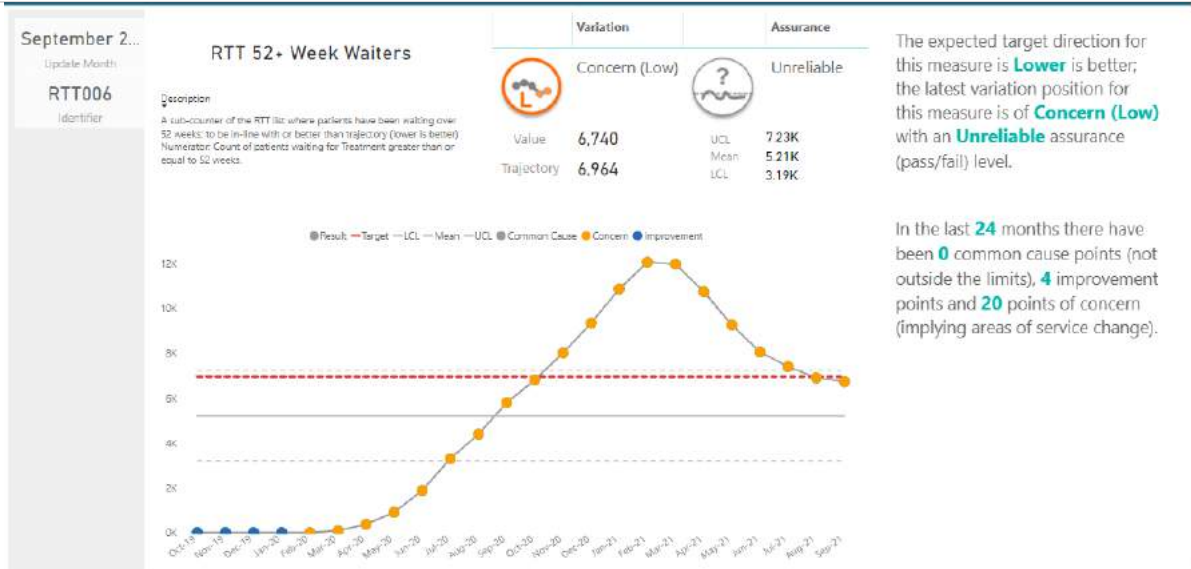 September 2...
Update Month
RTT006
Identifier
RTT 52+ Week Waiters
Description
A sub-counter of the RTT list where patients have been waiting over
52 weeks: to be in-line with or better than trajectory (lower is better)
Numerator: Count of patients waiting for Treatment greater than or
equal to 52 weeks.
Variation
Assurance
Concern (Low)
Unreliable
L
?
Value 6,740
Trajectory 6,964
UCL 7.23K
Mean 5.21K
LCL 3.19K
The expected target direction for
this measure is Lower is better;
the latest variation position for
this measure is of Concern (Low)
with an Unreliable assurance
(pass/fail) level.
In the last 24 months there have
been 0 common cause points (not
outside the limits), 4 improvement
points and 20 points of concern
(implying areas of service change).
Result Target LCL Mean UCL Common Cause Concern Improvement
12K
10K
8K
6K
4K
2K
0K
Oct-19 Nov-19 Dec-19 Jan-20 Feb-20 Mar-20 Apr-20 May-20 Jun-20 Jul-20 Aug-20 Sep-20 Oct-20 Nov-20 Dec-20 Jan-21 Feb-21 Mar-21 Apr-21 May-21 Jun-21 Jul-21 Aug-21 Sep-21